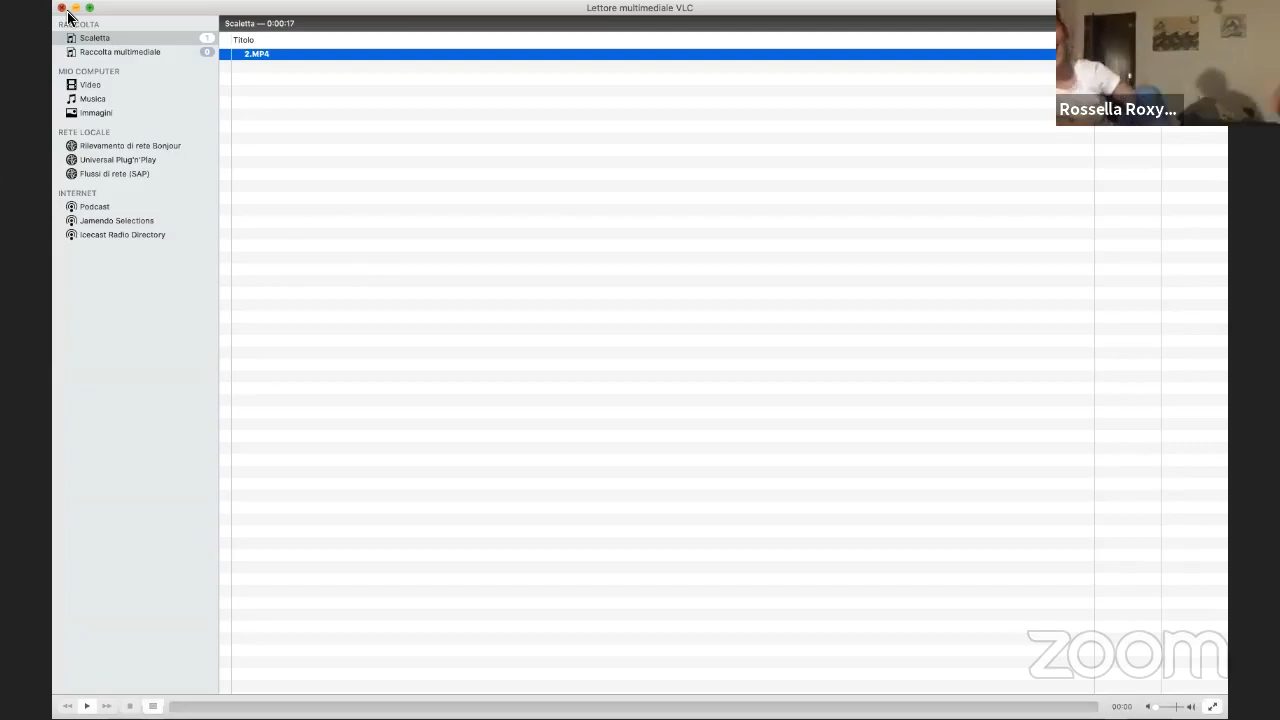 Lettore multimediale VLC
RACCOLTA
Scaletta 1
Raccolta multimediale 0
MIO COMPUTER
Video
Musica
Immagini
RETE LOCALE
Rilevamento di rete Bonjour
Universal Plug'n'Play
Flussi di rete (SAP)
INTERNET
Podcast
Jamendo Selections
Icecast Radio Directory
Scaletta — 0:00:17
Titolo
2.MP4
Rossella Roxy...
zoom
00:00